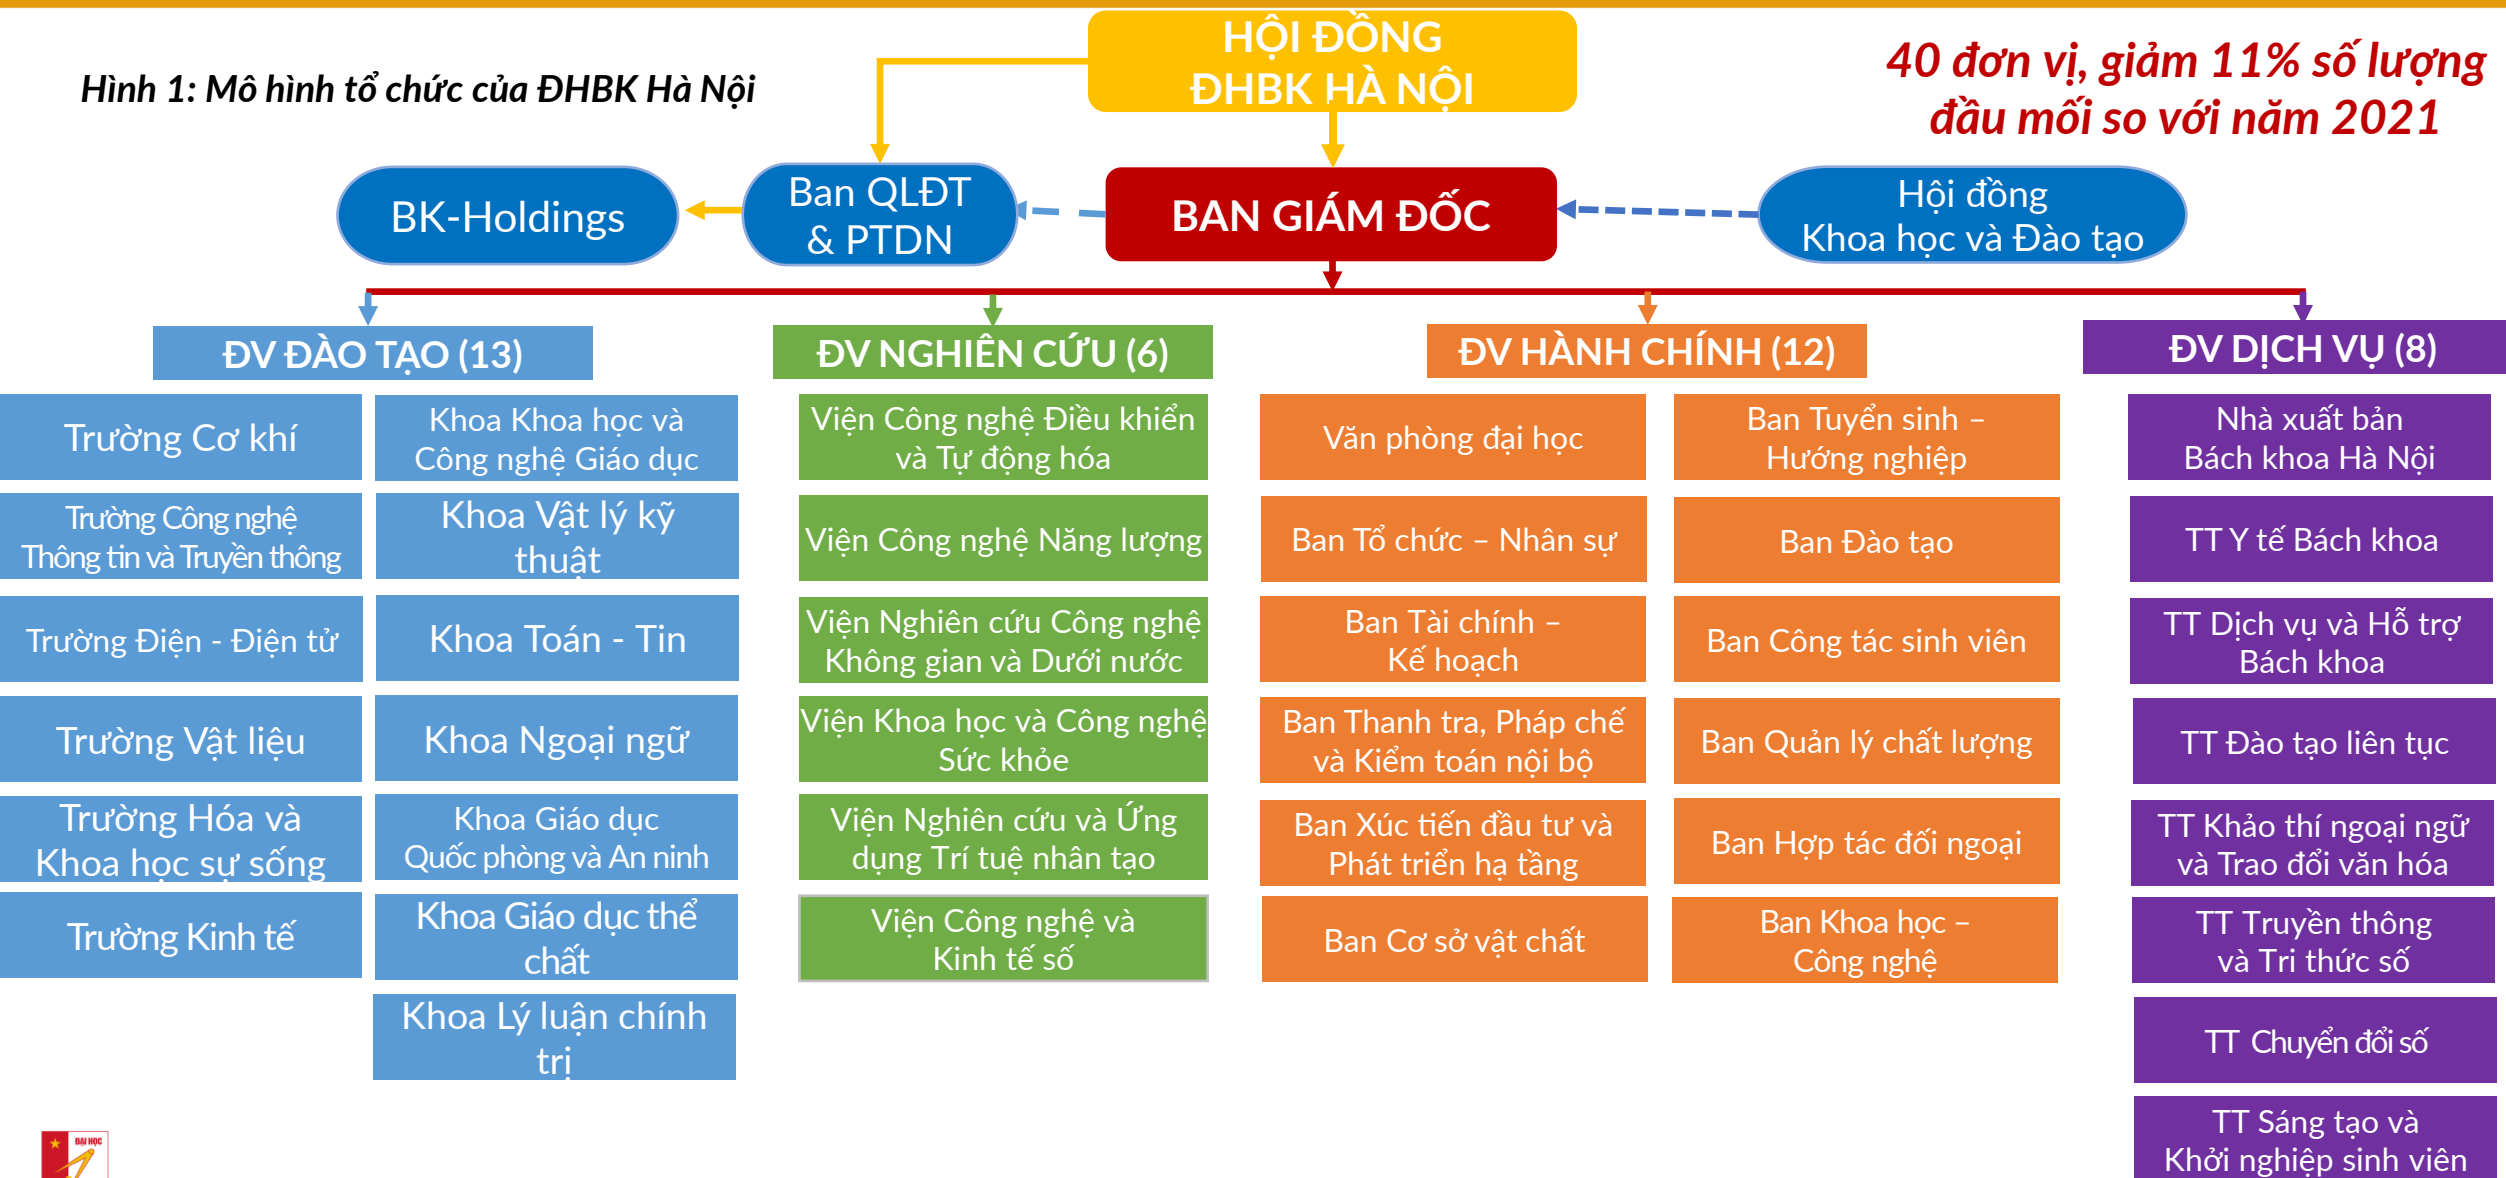 HỘI ĐỒNG
ĐHBK HÀ NỘI
Hình 1: Mô hình tổ chức của ĐHBK Hà Nội
40 đơn vị, giảm 11% số lượng
đầu mối so với năm 2021
BK-Holdings
Ban QLĐT
& PTDN
BAN GIÁM ĐỐC
Hội đồng
Khoa học và Đào tạo
ĐV ĐÀO TẠO (13)
Trường Cơ khí
Trường Công nghệ
Thông tin và Truyền thông
Trường Điện - Điện tử
Trường Vật liệu
Trường Hóa và
Khoa học sự sống
Trường Kinh tế
Khoa Khoa học và
Công nghệ Giáo dục
Khoa Vật lý kỹ
thuật
Khoa Toán - Tin
Khoa Ngoại ngữ
Khoa Giáo dục
Quốc phòng và An ninh
Khoa Giáo dục thể
chất
Khoa Lý luận chính
trị
ĐV NGHIÊN CỨU (6)
Viện Công nghệ Điều khiển
và Tự động hóa
Viện Công nghệ Năng lượng
Viện Nghiên cứu Công nghệ
Không gian và Dưới nước
Viện Khoa học và Công nghệ
Sức khỏe
Viện Nghiên cứu và Ứng
dụng Trí tuệ nhân tạo
Viện Công nghệ và
Kinh tế số
ĐV HÀNH CHÍNH (12)
Văn phòng đại học
Ban Tổ chức – Nhân sự
Ban Tài chính –
Kế hoạch
Ban Thanh tra, Pháp chế
và Kiểm toán nội bộ
Ban Xúc tiến đầu tư và
Phát triển hạ tầng
Ban Cơ sở vật chất
Ban Tuyển sinh –
Hướng nghiệp
Ban Đào tạo
Ban Công tác sinh viên
Ban Quản lý chất lượng
Ban Hợp tác đối ngoại
Ban Khoa học –
Công nghệ
ĐV DỊCH VỤ (8)
Nhà xuất bản
Bách khoa Hà Nội
TT Y tế Bách khoa
TT Dịch vụ và Hỗ trợ
Bách khoa
TT Đào tạo liên tục
TT Khảo thí ngoại ngữ
và Trao đổi văn hóa
TT Truyền thông
và Tri thức số
TT Chuyển đổi số
TT Sáng tạo và
Khởi nghiệp sinh viên
ĐẠI HỌC